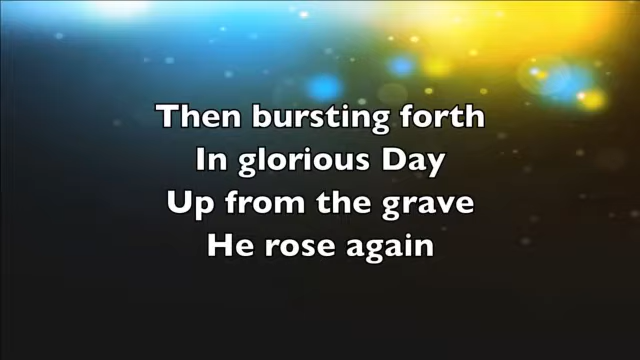 Then bursting forth
In glorious Day
Up from the grave
He rose again